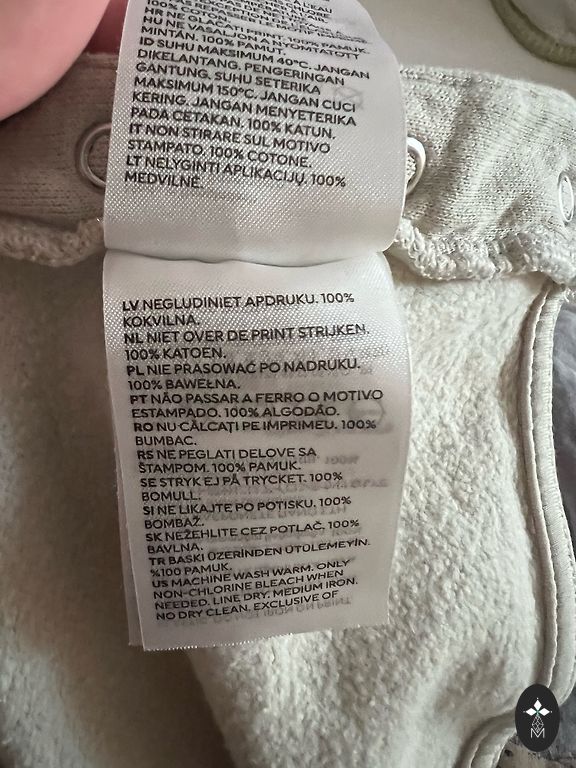 100% COTO
HR NE GLAČATI PRINT. 100% PAMUK.
HU NE VASALJON NYOMTATOTT
MINTÁN. 100% PAMUT.
ID SUHU MAKSIMUM 40°C. JANGAN
DIKELANTANG. PENGERINGAN
GANTUNG. SUHU SETERIKA
MAKSIMUM 150°C. JANGAN CUCI
KERING. JANGAN MENYETERIKA
PADA CETAKAN. 100% KATUN.
IT NON STIRARE SUL MOTIVO
STAMPATO. 100% COTONE.
LT NELYGINTI APLIKACIJŲ. 100%
MEDVILNĖ.
LV NEGLUDINIET APDRUKU. 100%
KOKVILNA.
NL NIET OVER DE PRINT STRIJKEN.
100% KATOEN.
PL NIE PRASOWAĆ PO NADRUKU.
100% BAWEŁNA.
PT NÃO PASSAR A FERRO O MOTIVO
ESTAMPADO. 100% ALGODÃO.
RO NU CĂLCAȚI PE IMPRIMEU. 100%
BUMBAC.
RS NE PEGLATI DELOVE SA
ŠTAMPOM. 100% PAMUK.
SE STRYK EJ PÅ TRYCKET. 100%
BOMULL.
SI NE LIKAJTE PO POTISKU. 100%
BOMBAŽ.
SK NEŽEHLITE CEZ POTLAČ. 100%
BAVLNA.
TR BASKI ÜZERİNDEN ÜTÜLEMEYİN.
%100 PAMUK.
US MACHINE WASH WARM. ONLY
NON-CHLORINE BLEACH WHEN
NEEDED. LINE DRY. MEDIUM IRON.
NO DRY CLEAN. EXCLUSIVE OF
M